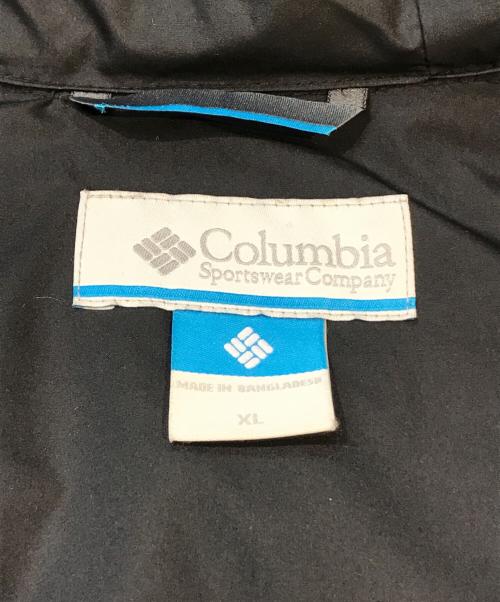 Columbia
Sportswear Company
MADE IN BANGLADESH
XL